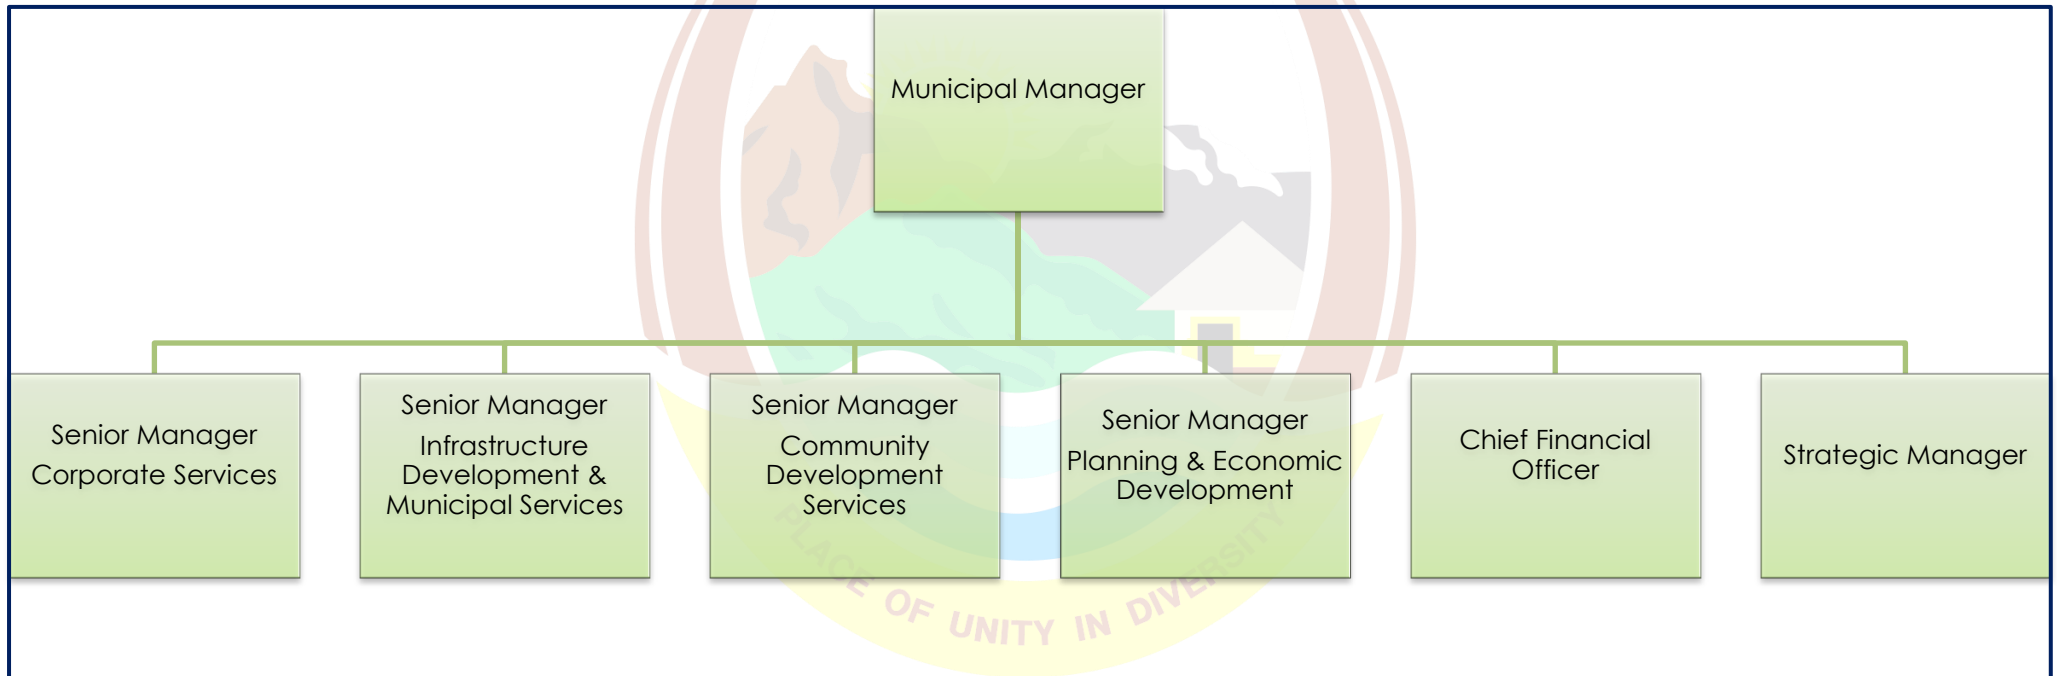 Municipal Manager
Senior Manager
Corporate Services
Senior Manager
Infrastructure
Development &
Municipal Services
Senior Manager
Community
Development
Services
Senior Manager
Planning & Economic
Development
Chief Financial
Officer
Strategic Manager
PLACE OF UNITY IN DIVERSITY